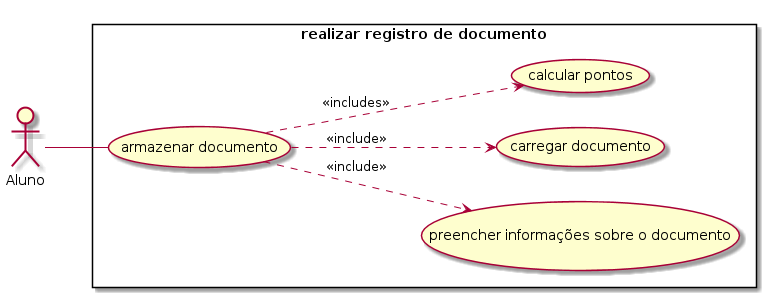 realizar registro de documento
calcular pontos
«includes»
«include»
armazenar documento
carregar documento
«include»
Aluno
preencher informações sobre o documento